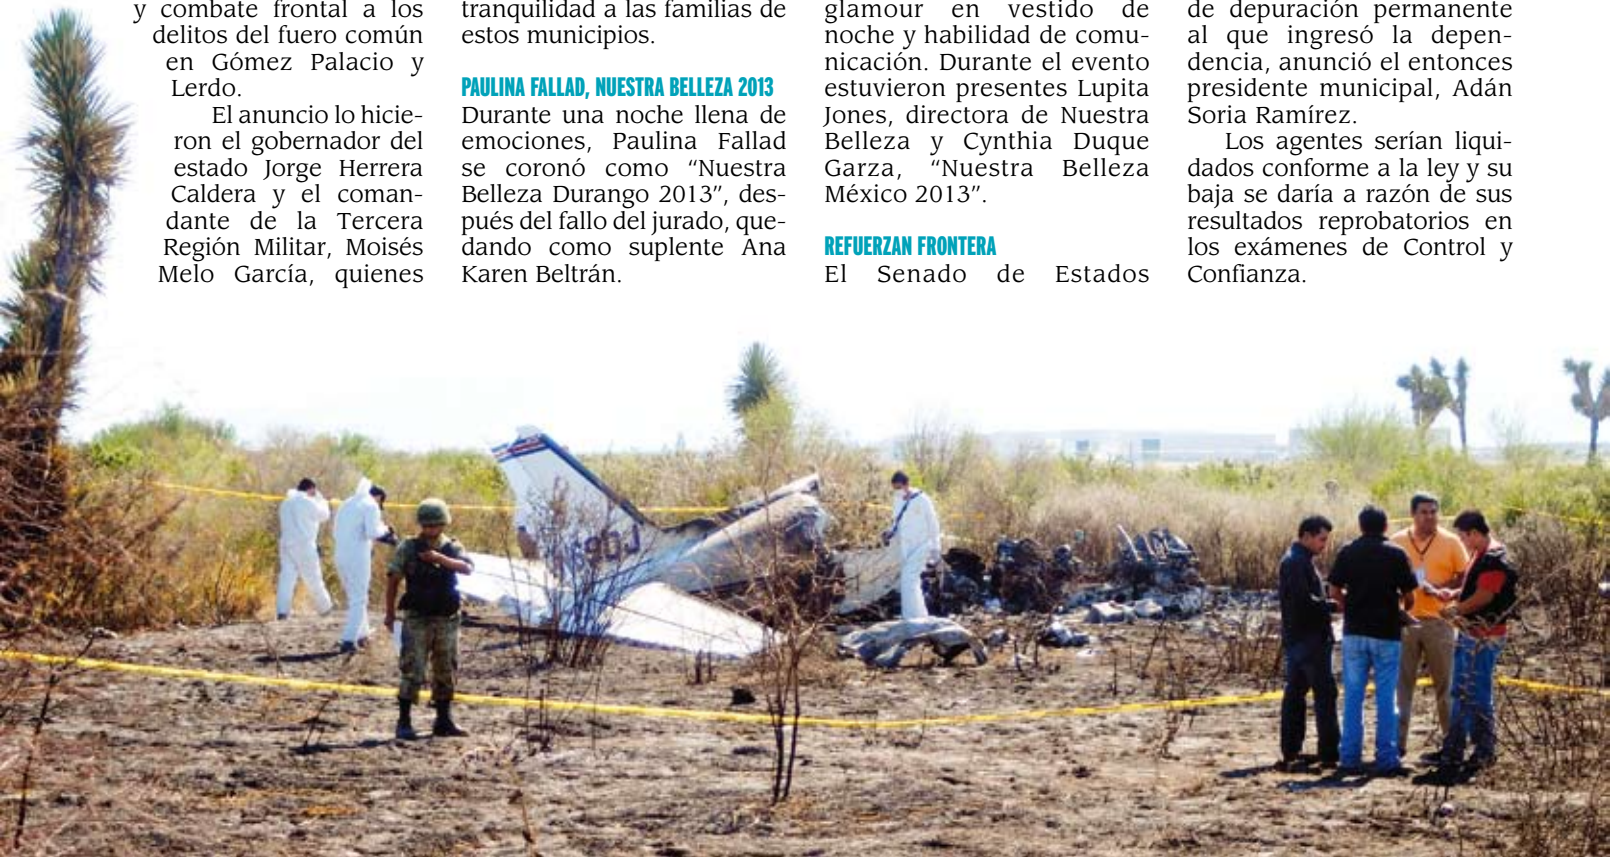 y combate frontal a los
delitos del fuero común
en Gómez Palacio y
Lerdo.
El anuncio lo hicie-
ron el gobernador del
estado Jorge Herrera
Caldera y el coman-
dante de la Tercera
Región Militar, Moisés
Melo García, quienes
tranquilidad a las familias de
estos municipios.
PAULINA FALLAD, NUESTRA BELLEZA 2013
Durante una noche llena de
emociones, Paulina Fallad
se coronó como “Nuestra
Belleza Durango 2013”, des-
pués del fallo del jurado, que-
dando como suplente Ana
Karen Beltrán.
glamour en vestido de
noche y habilidad de comu-
nicación. Durante el evento
estuvieron presentes Lupita
Jones, directora de Nuestra
Belleza y Cynthia Duque
Garza, “Nuestra Belleza
México 2013”.
REFUERZAN FRONTERA
El Senado de Estados
de depuración permanente
al que ingresó la depen-
dencia, anunció el entonces
presidente municipal, Adán
Soria Ramírez.
Los agentes serían liqui-
dados conforme a la ley y su
baja se daría a razón de sus
resultados reprobatorios en
los exámenes de Control y
Confianza.